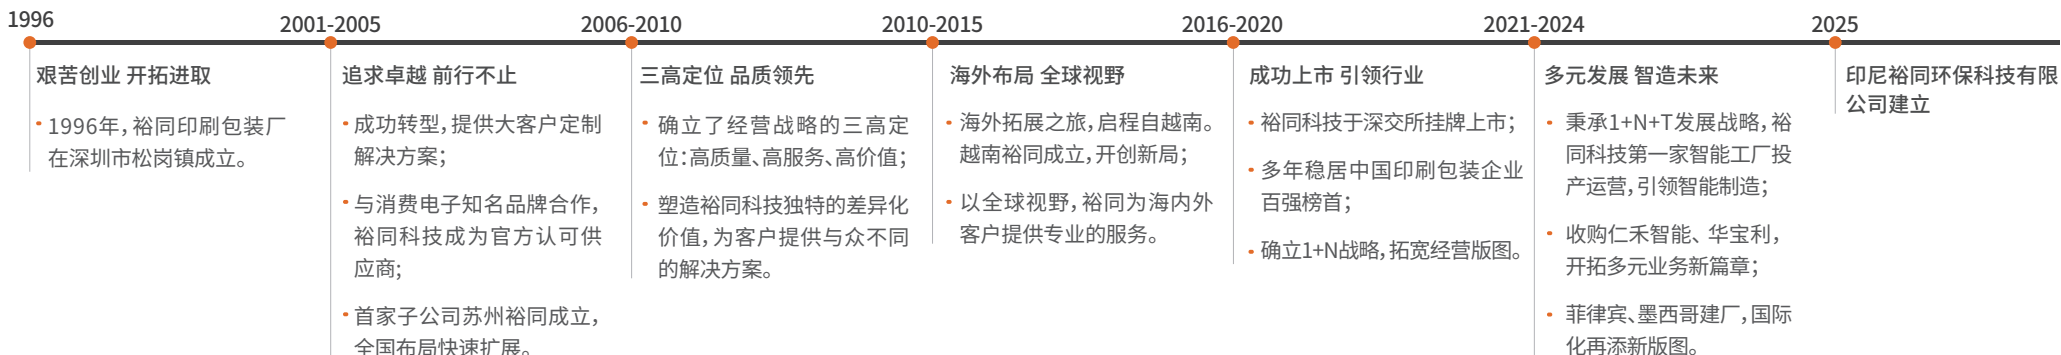 1996
艰苦创业 开拓进取
1996年，裕同印刷包装厂
在深圳市松岗镇成立。
2001-2005
追求卓越 前行不止
成功转型，提供大客户定制
解决方案；
与消费电子知名品牌合作，
裕同科技成为官方认可供
应商;
首家子公司苏州裕同成立，
全国布局快速扩展。
2006-2010
三高定位 品质领先
确立了经营战略的三高定
位：高质量、高服务、高价值；
塑造裕同科技独特的差异化
价值，为客户提供与众不同
的解决方案。
2010-2015
海外布局 全球视野
海外拓展之旅，启程自越南。
越南裕同成立，开创新局；
以全球视野，裕同为海内外
客户提供专业的服务。
2016-2020
成功上市 引领行业
裕同科技于深交所挂牌上市；
多年稳居中国印刷包装企业
百强榜首；
确立1+N战略，拓宽经营版图。
2021-2024
多元发展 智造未来
秉承1+N+T发展战略，裕
同科技第一家智能工厂投
产运营，引领智能制造；
收购仁禾智能、华宝利，
开拓多元业务新篇章；
菲律宾、墨西哥建厂，国际
化再添新版图。
2025
印尼裕同环保科技有限
公司建立